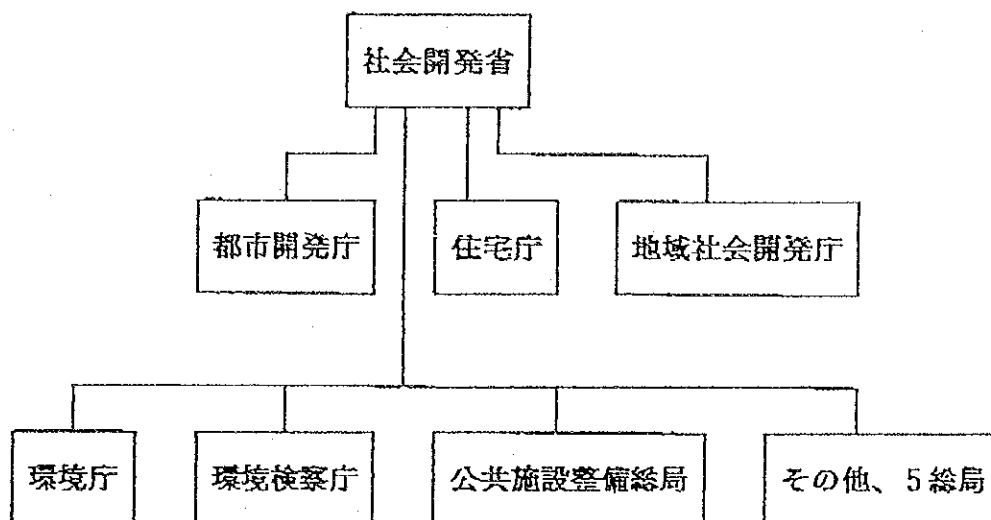 社会開発省
都市開発庁
住宅庁
地域社会開発庁
環境庁
環境検察庁
公共施設整備総局
その他、5総局